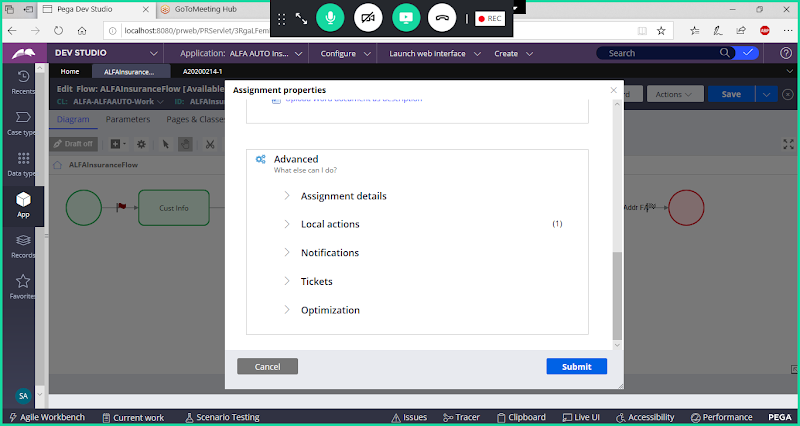 Pega Dev Studio
GoToMeeting Hub
REC
localhost:8080/prweb/PRServlet/3RgaLFem
DEV STUDIO
Application: ALFA AUTO Ins...
Configure
Launch web interface
Create
Search
Home
ALFAInsurance...
A20200214-1
Recents
Case type
Data type
App
Records
Favorites
SA
Edit Flow: ALFAInsuranceFlow [Available
CL: ALFA-ALFAAUTO-Work
ID: ALFAIns
Actions
Save
Diagram
Parameters
Pages & Classes
Draft off
ALFAInsuranceFlow
Cust Info
Addr F
Assignment properties
Upload Word document as description
Advanced
What else can I do?
Assignment details
Local actions
(1)
Notifications
Tickets
Optimization
Cancel
Submit
Agile Workbench
Current work
Scenario Testing
Issues
Tracer
Clipboard
Live UI
Accessibility
Performance
PEGA